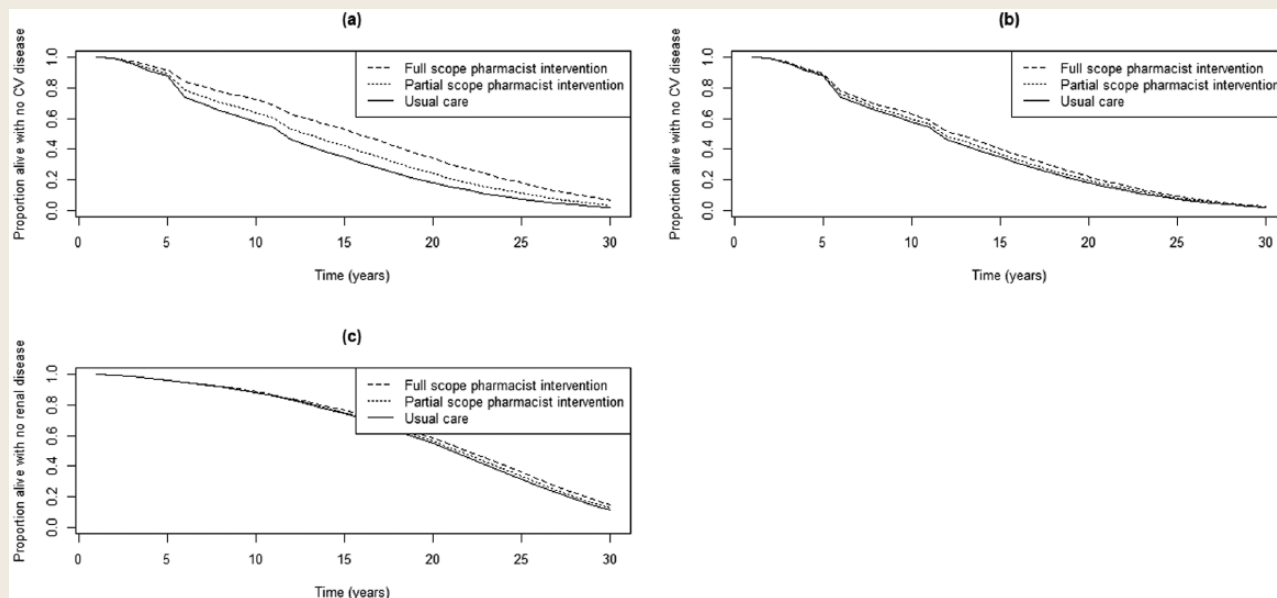 (a)
Proportion alive with no CV disease
1.0
0.8
0.6
0.4
0.2
0.0
Full scope pharmacist intervention
Partial scope pharmacist intervention
Usual care
0 5 10 15 20 25 30
Time (years)
(b)
Proportion alive with no CV disease
1.0
0.8
0.6
0.4
0.2
0.0
Full scope pharmacist intervention
Partial scope pharmacist intervention
Usual care
0 5 10 15 20 25 30
Time (years)
(c)
Proportion alive with no renal disease
1.0
0.8
0.6
0.4
0.2
0.0
Full scope pharmacist intervention
Partial scope pharmacist intervention
Usual care
0 5 10 15 20 25 30
Time (years)